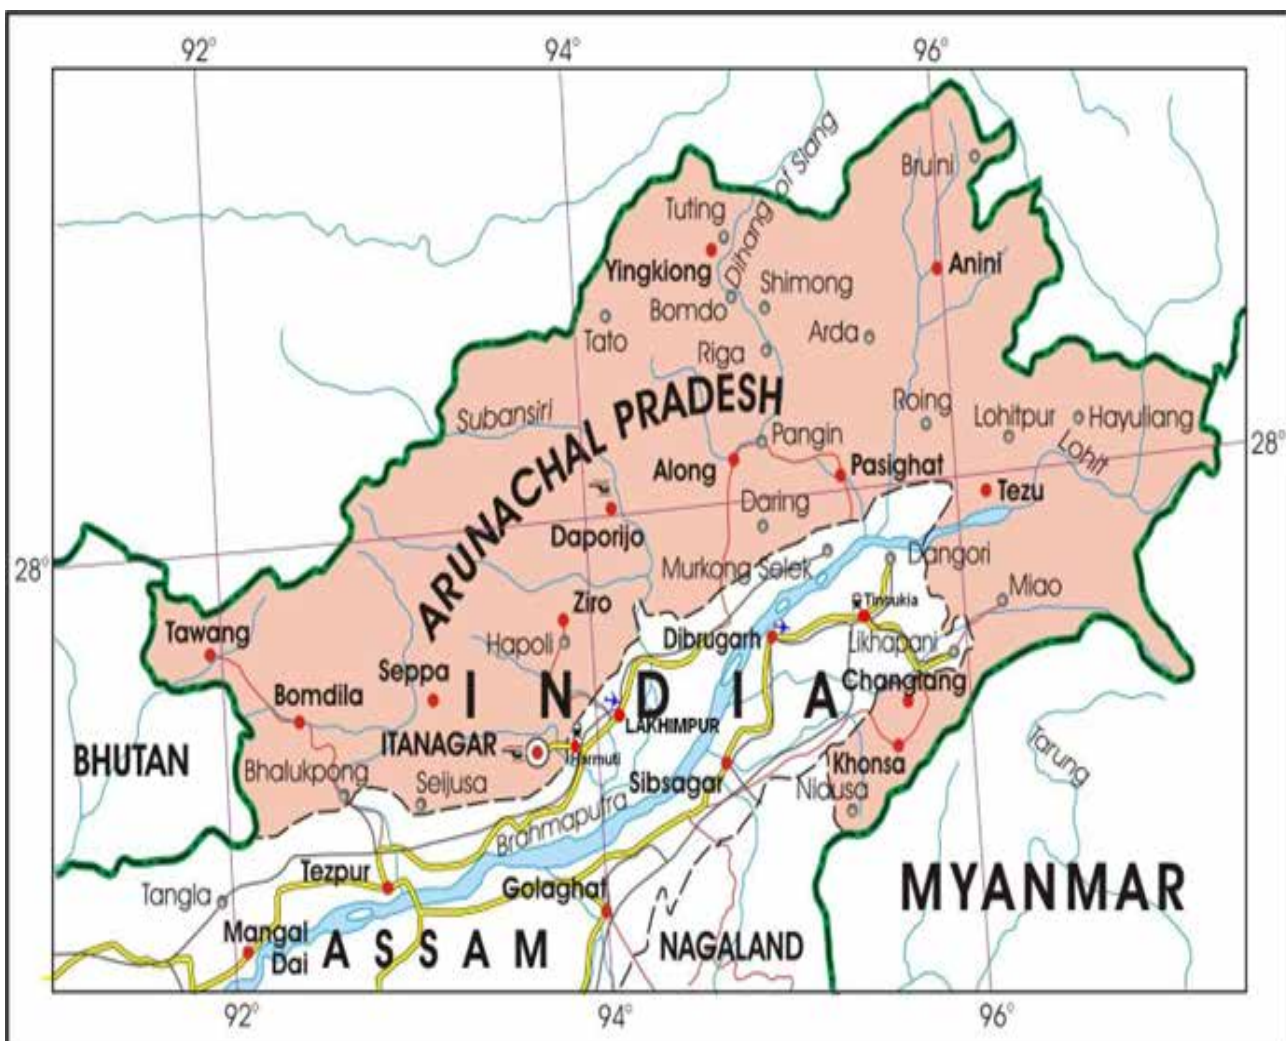 92° 94° 96°
Dihang of Siang
Bruini
Tuting
Yingkiong
Anini
Bomdo
Shimong
Tato
Arda
Riga
ARUNACHAL PRADESH
Subansiri
Roing
Lohitpur
Hayuliang
Pangin
Lohit
28°
Along
Pasighat
Tezu
Daring
Daporijo
28°
Murkong Selek
Dangori
Miao
Tinsukia
Ziro
Tawang
Hapoli
Dibrugarh
Likhapani
Seppa
Changlang
Bomdila
INDIA
LAKHIMPUR
ITANAGAR
Harmuti
BHUTAN
Bhalukpong
Seijusa
Sibsagar
Khonsa
Tarung
Nidusa
Brahmaputra
Tezpur
Golaghat
MYANMAR
Tangla
Mangal
Dai
ASSAM
NAGALAND
92° 94° 96°